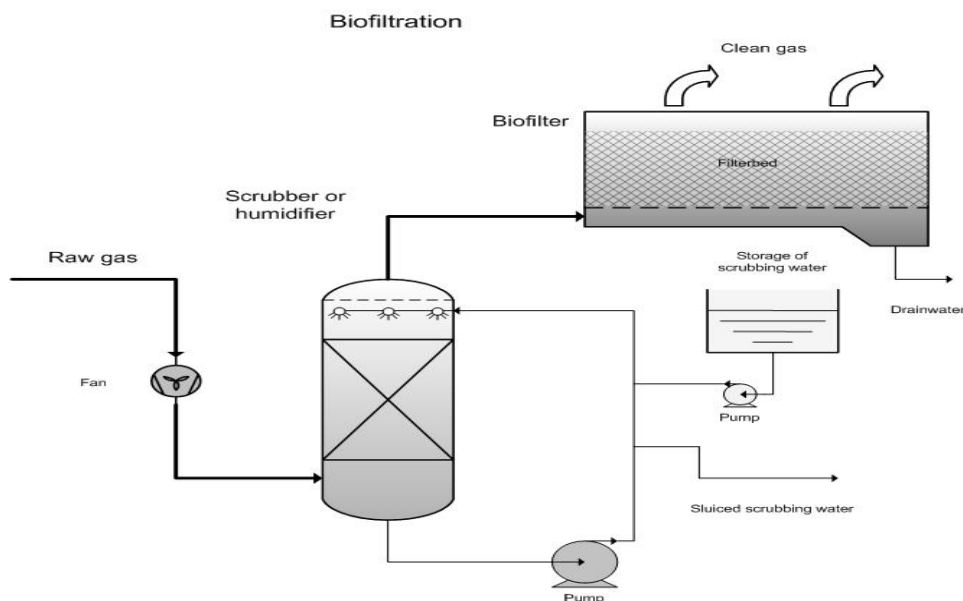 Biofiltration
Clean gas
Biofilter
Filterbed
Scrubber or
humidifier
Raw gas
Storage of
scrubbing water
Drainwater
Fan
Pump
Sluiced scrubbing water
Pump